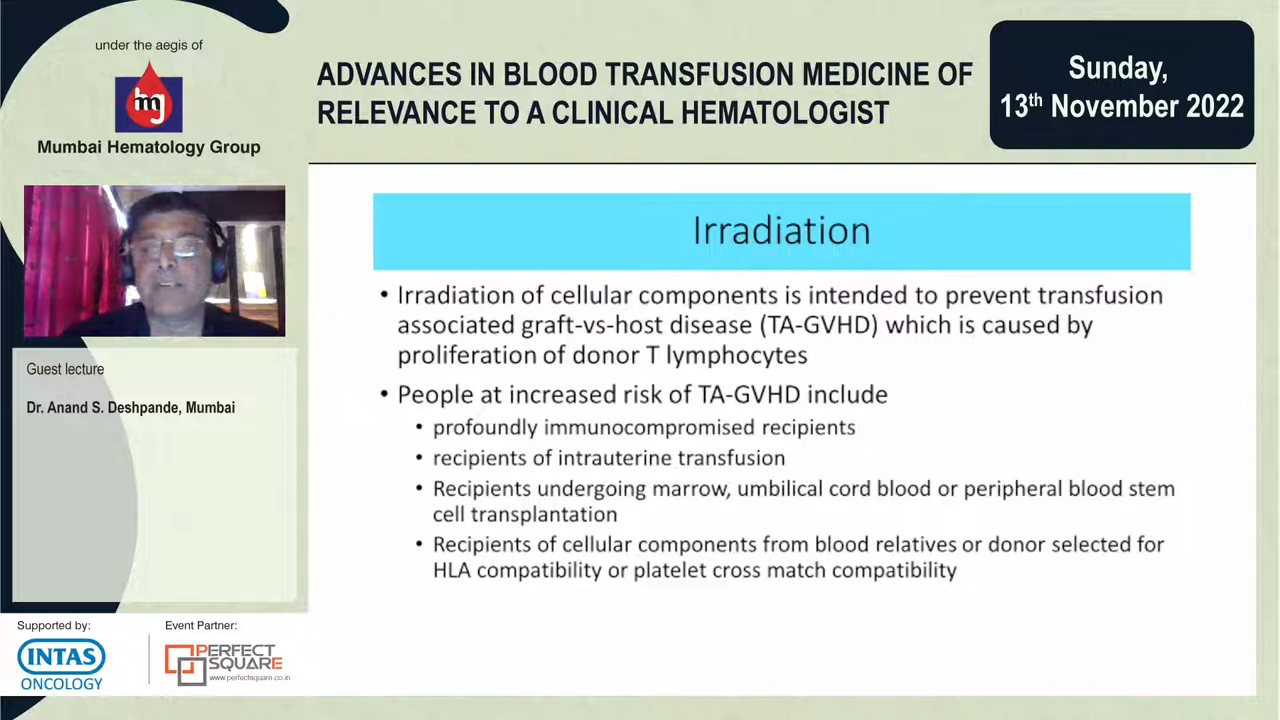 under the aegis of
mg
Mumbai Hematology Group
ADVANCES IN BLOOD TRANSFUSION MEDICINE OF
RELEVANCE TO A CLINICAL HEMATOLOGIST
Sunday,
13th November 2022
Guest lecture
Dr. Anand S. Deshpande, Mumbai
Irradiation
• Irradiation of cellular components is intended to prevent transfusion
associated graft-vs-host disease (TA-GVHD) which is caused by
proliferation of donor T lymphocytes
• People at increased risk of TA-GVHD include
• profoundly immunocompromised recipients
• recipients of intrauterine transfusion
• Recipients undergoing marrow, umbilical cord blood or peripheral blood stem
cell transplantation
• Recipients of cellular components from blood relatives or donor selected for
HLA compatibility or platelet cross match compatibility
Supported by:
INTAS
ONCOLOGY
Event Partner:
PERFECT
SQUARE
www.perfectsquare.co.in